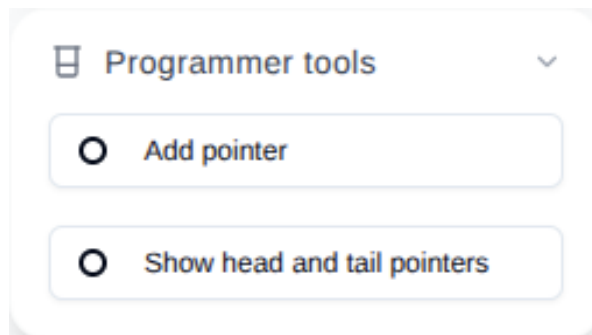 Programmer tools
Add pointer
Show head and tail pointers